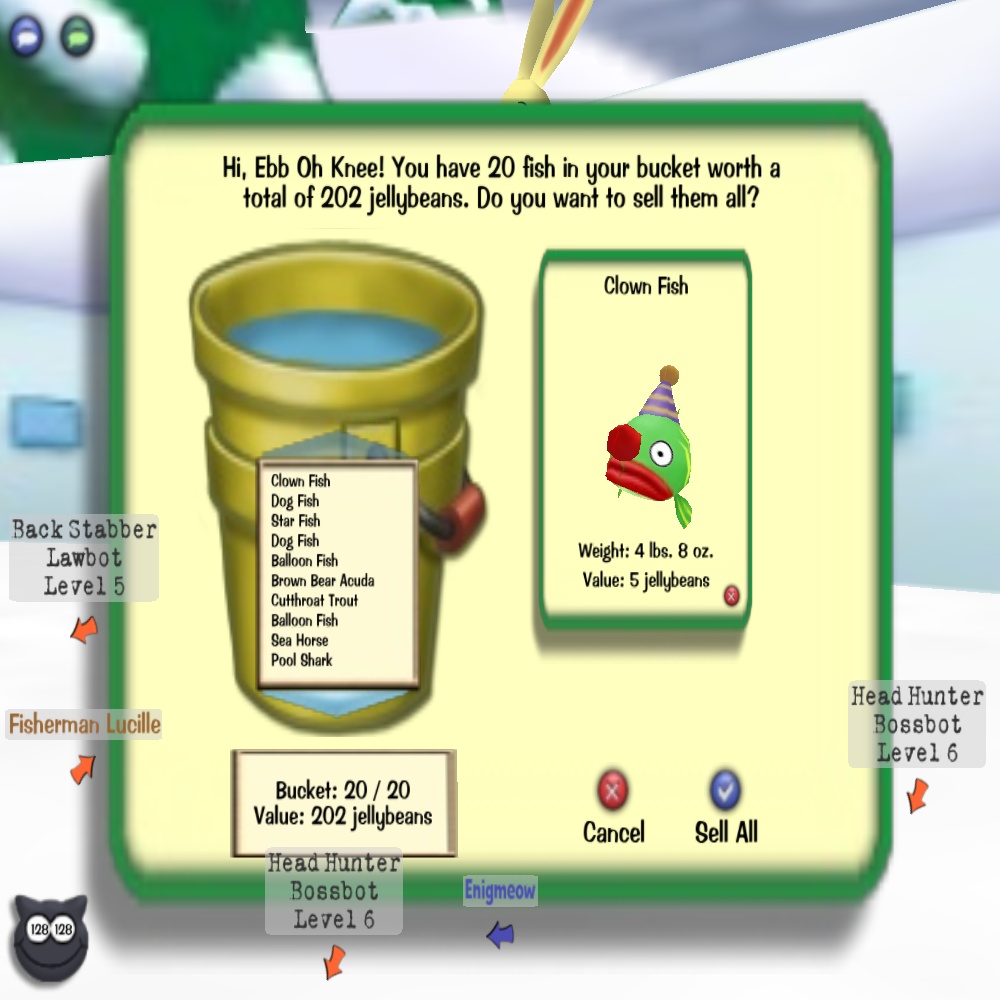 Hi, Ebb Oh Knee! You have 20 fish in your bucket worth a
total of 202 jellybeans. Do you want to sell them all?
Clown Fish
Clown Fish
Dog Fish
Star Fish
Dog Fish
Balloon Fish
Brown Bear Acuda
Cutthroat Trout
Balloon Fish
Sea Horse
Pool Shark
Weight: 4 lbs. 8 oz.
Value: 5 jellybeans
Back Stabber
Lawbot
Level 5
Fisherman Lucille
Head Hunter
Bossbot
Level 6
Bucket: 20 / 20
Value: 202 jellybeans
Cancel
Sell All
Head Hunter
Bossbot
Level 6
Enigmeow
128 128